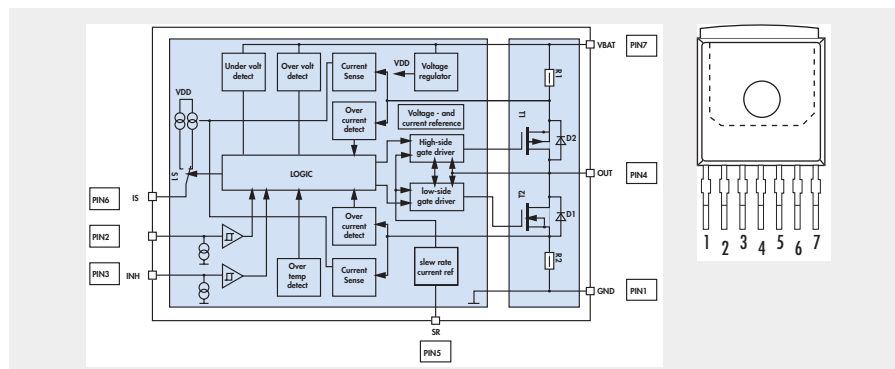 Under volt
detect
Over volt
detect
Current
Sense
VDD
Voltage
regulator
VBAT
PIN7
R1
VDD
Over
current
detect
Voltage - and
current reference
T1
D2
High-side
gate driver
S1
LOGIC
OUT
PIN4
PIN6
IS
low-side
gate driver
T2
D1
PIN2
Over
current
detect
PIN3
INH
Over
temp
detect
Current
Sense
slew rate
current ref
R2
GND
PIN1
SR
PIN5
1 2 3 4 5 6 7